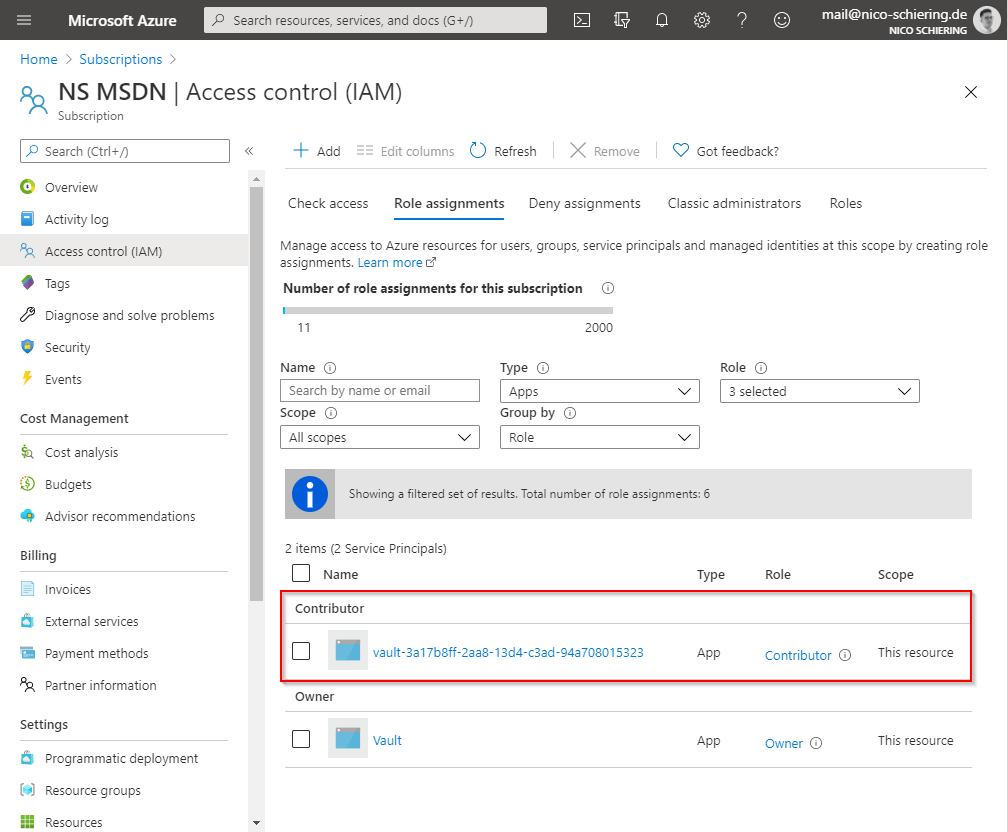 Microsoft Azure
Search resources, services, and docs (G+/)
mail@nico-schiering.de
NICO SCHIERING
Home > Subscriptions >
NS MSDN | Access control (IAM)
Subscription
Search (Ctrl+/)
«
Overview
Activity log
Access control (IAM)
Tags
Diagnose and solve problems
Security
Events
Cost Management
Cost analysis
Budgets
Advisor recommendations
Billing
Invoices
External services
Payment methods
Partner information
Settings
Programmatic deployment
Resource groups
Resources
Add Edit columns Refresh Remove Got feedback?
Check access Role assignments Deny assignments Classic administrators Roles
Manage access to Azure resources for users, groups, service principals and managed identities at this scope by creating role
assignments. Learn more
Number of role assignments for this subscription
11 2000
Name Type Role
Search by name or email Apps 3 selected
Scope Group by
All scopes Role
Showing a filtered set of results. Total number of role assignments: 6
2 items (2 Service Principals)
Name Type Role Scope
Contributor
vault-3a17b8ff-2aa8-13d4-c3ad-94a708015323 App Contributor This resource
Owner
Vault App Owner This resource